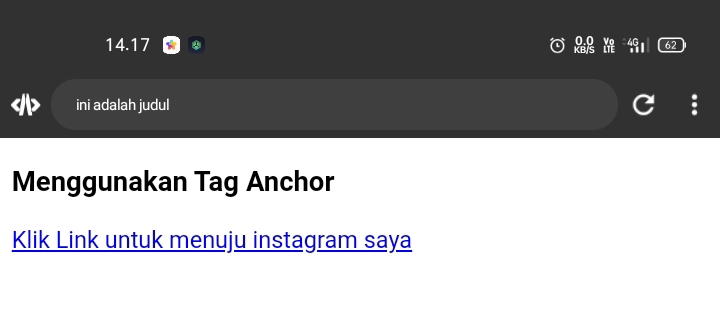 14.17 0.0 KB/S Vo LTE 4G 62
ini adalah judul
Menggunakan Tag Anchor
Klik Link untuk menuju instagram saya